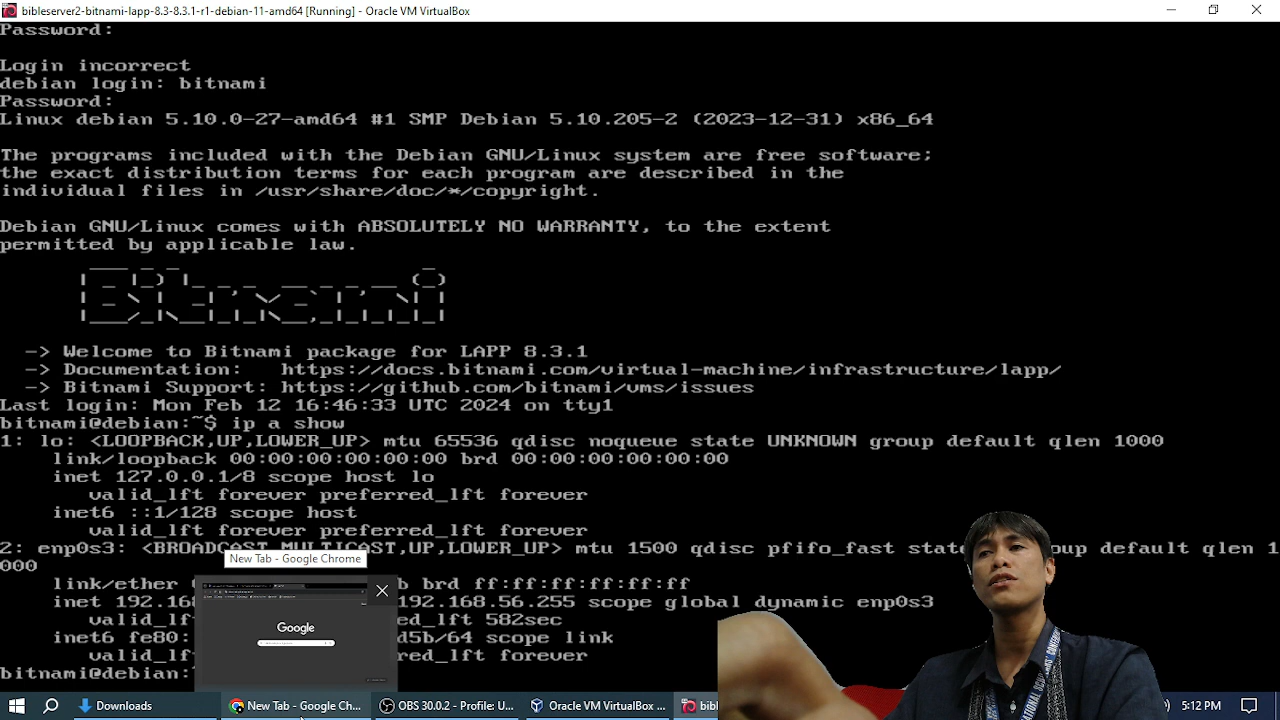 bibleserver2-bitnami-lapp-8.3-8.3.1-r1-debian-11-amd64 [Running] - Oracle VM VirtualBox
Password:
Login incorrect
debian login: bitnami
Password:
Linux debian 5.10.0-27-amd64 #1 SMP Debian 5.10.205-2 (2023-12-31) x86_64
The programs included with the Debian GNU/Linux system are free software;
the exact distribution terms for each program are described in the
individual files in /usr/share/doc/*/copyright.
Debian GNU/Linux comes with ABSOLUTELY NO WARRANTY, to the extent
permitted by applicable law.
Bitnami
-> Welcome to Bitnami package for LAPP 8.3.1
-> Documentation: https://docs.bitnami.com/virtual-machine/infrastructure/lapp/
-> Bitnami Support: https://github.com/bitnami/vms/issues
Last login: Mon Feb 12 16:46:33 UTC 2024 on tty1
bitnami@debian:~$ ip a show
1: lo: <LOOPBACK,UP,LOWER_UP> mtu 65536 qdisc noqueue state UNKNOWN group default qlen 1000
link/loopback 00:00:00:00:00:00 brd 00:00:00:00:00:00
inet 127.0.0.1/8 scope host lo
valid_lft forever preferred_lft forever
inet6 ::1/128 scope host
valid_lft forever preferred_lft forever
2: enp0s3: <BROADCAST,MULTICAST,UP,LOWER_UP> mtu 1500 qdisc pfifo_fast default qlen 1
000
New Tab - Google Chrome
link/ether brd ff:ff:ff:ff:ff:ff
inet 192.168.56.255 scope global dynamic enp0s3
582sec
inet6 fe80: d5b/64 scope link
preferred_lft forever
Google
bitnami@debian:
Downloads
New Tab - Google Ch...
OBS 30.0.2 - Profile: U...
Oracle VM VirtualBox ...
5:12 PM